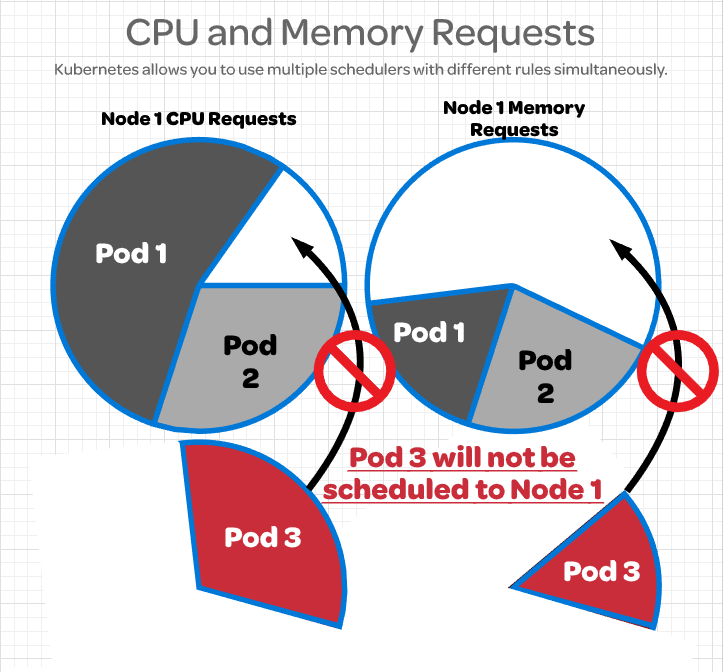 CPU and Memory Requests
Kubernetes allows you to use multiple schedulers with different rules simultaneously.
Node 1 CPU Requests
Node 1 Memory
Requests
Pod 1
Pod
2
Pod 1
Pod
2
Pod 3 will not be
scheduled to Node 1
Pod 3
Pod 3